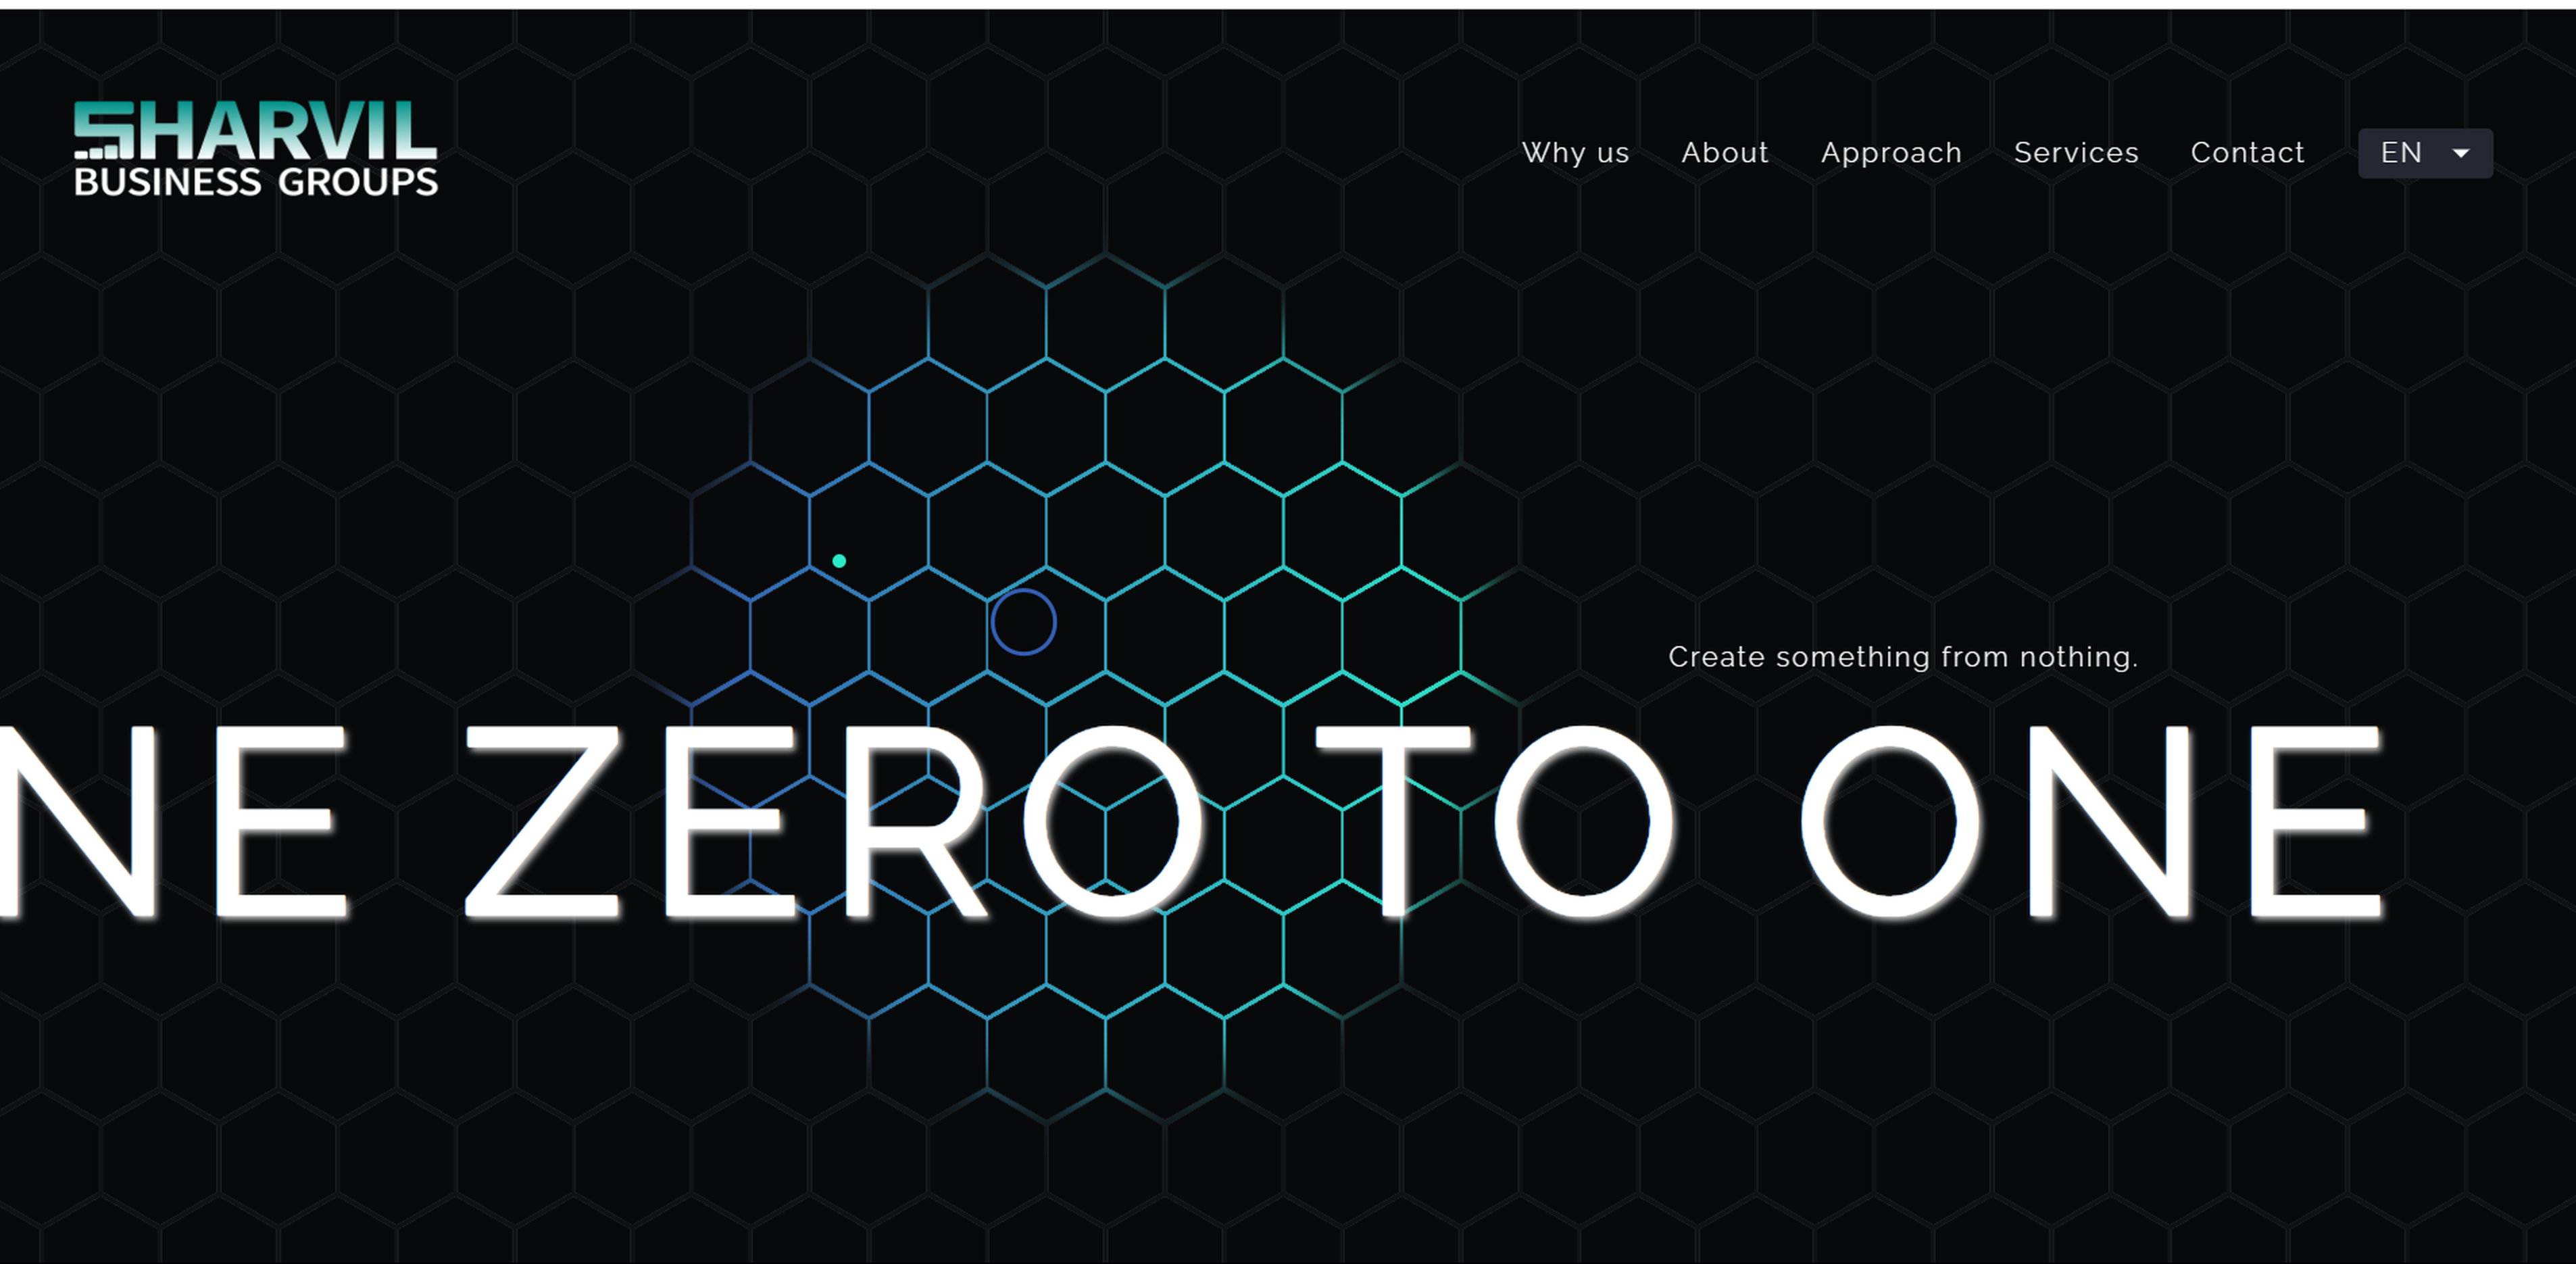 SHARVIL
BUSINESS GROUPS
Why us About Approach Services Contact EN
Create something from nothing.
NE ZERO TO ONE